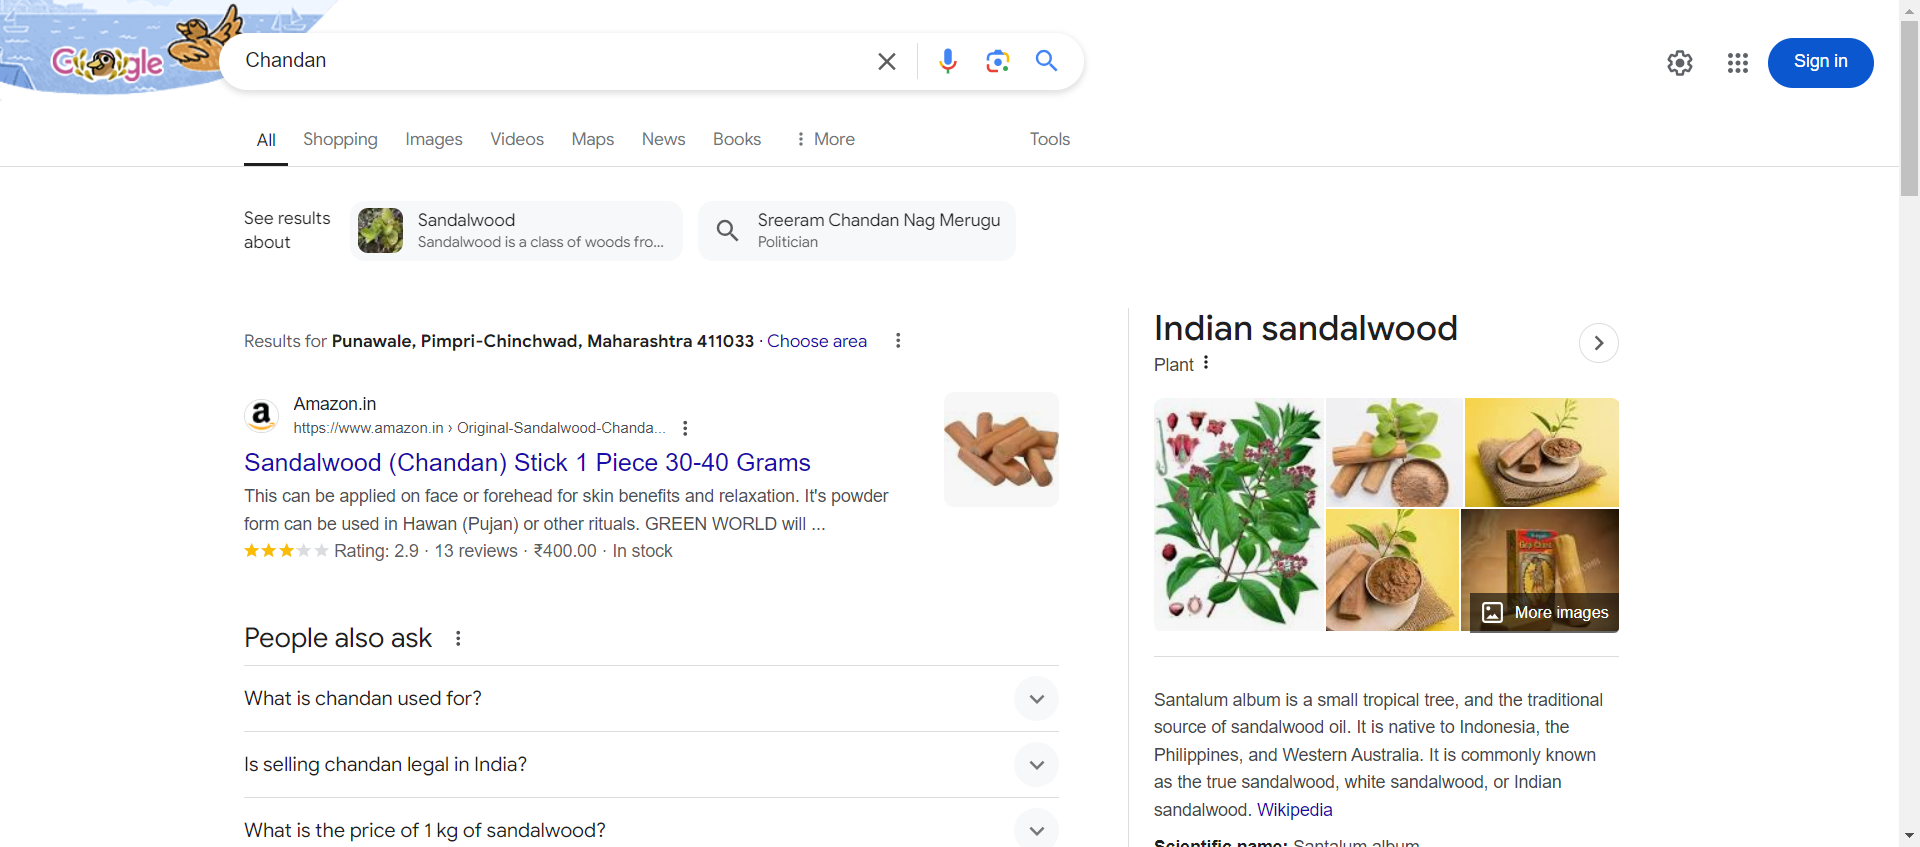 Google
Chandan
Sign in
All
Shopping
Images
Videos
Maps
News
Books
More
Tools
See results
about
Sandalwood
Sandalwood is a class of woods fro...
Sreeram Chandan Nag Merugu
Politician
Results for Punawale, Pimpri-Chinchwad, Maharashtra 411033 · Choose area
Amazon.in
https://www.amazon.in › Original-Sandalwood-Chanda...
Sandalwood (Chandan) Stick 1 Piece 30-40 Grams
This can be applied on face or forehead for skin benefits and relaxation. It's powder
form can be used in Hawan (Pujan) or other rituals. GREEN WORLD will ...
Rating: 2.9 · 13 reviews · ₹400.00 · In stock
People also ask
What is chandan used for?
Is selling chandan legal in India?
What is the price of 1 kg of sandalwood?
Indian sandalwood
Plant
More images
Santalum album is a small tropical tree, and the traditional
source of sandalwood oil. It is native to Indonesia, the
Philippines, and Western Australia. It is commonly known
as the true sandalwood, white sandalwood, or Indian
sandalwood. Wikipedia
Scientific name: Santalum album